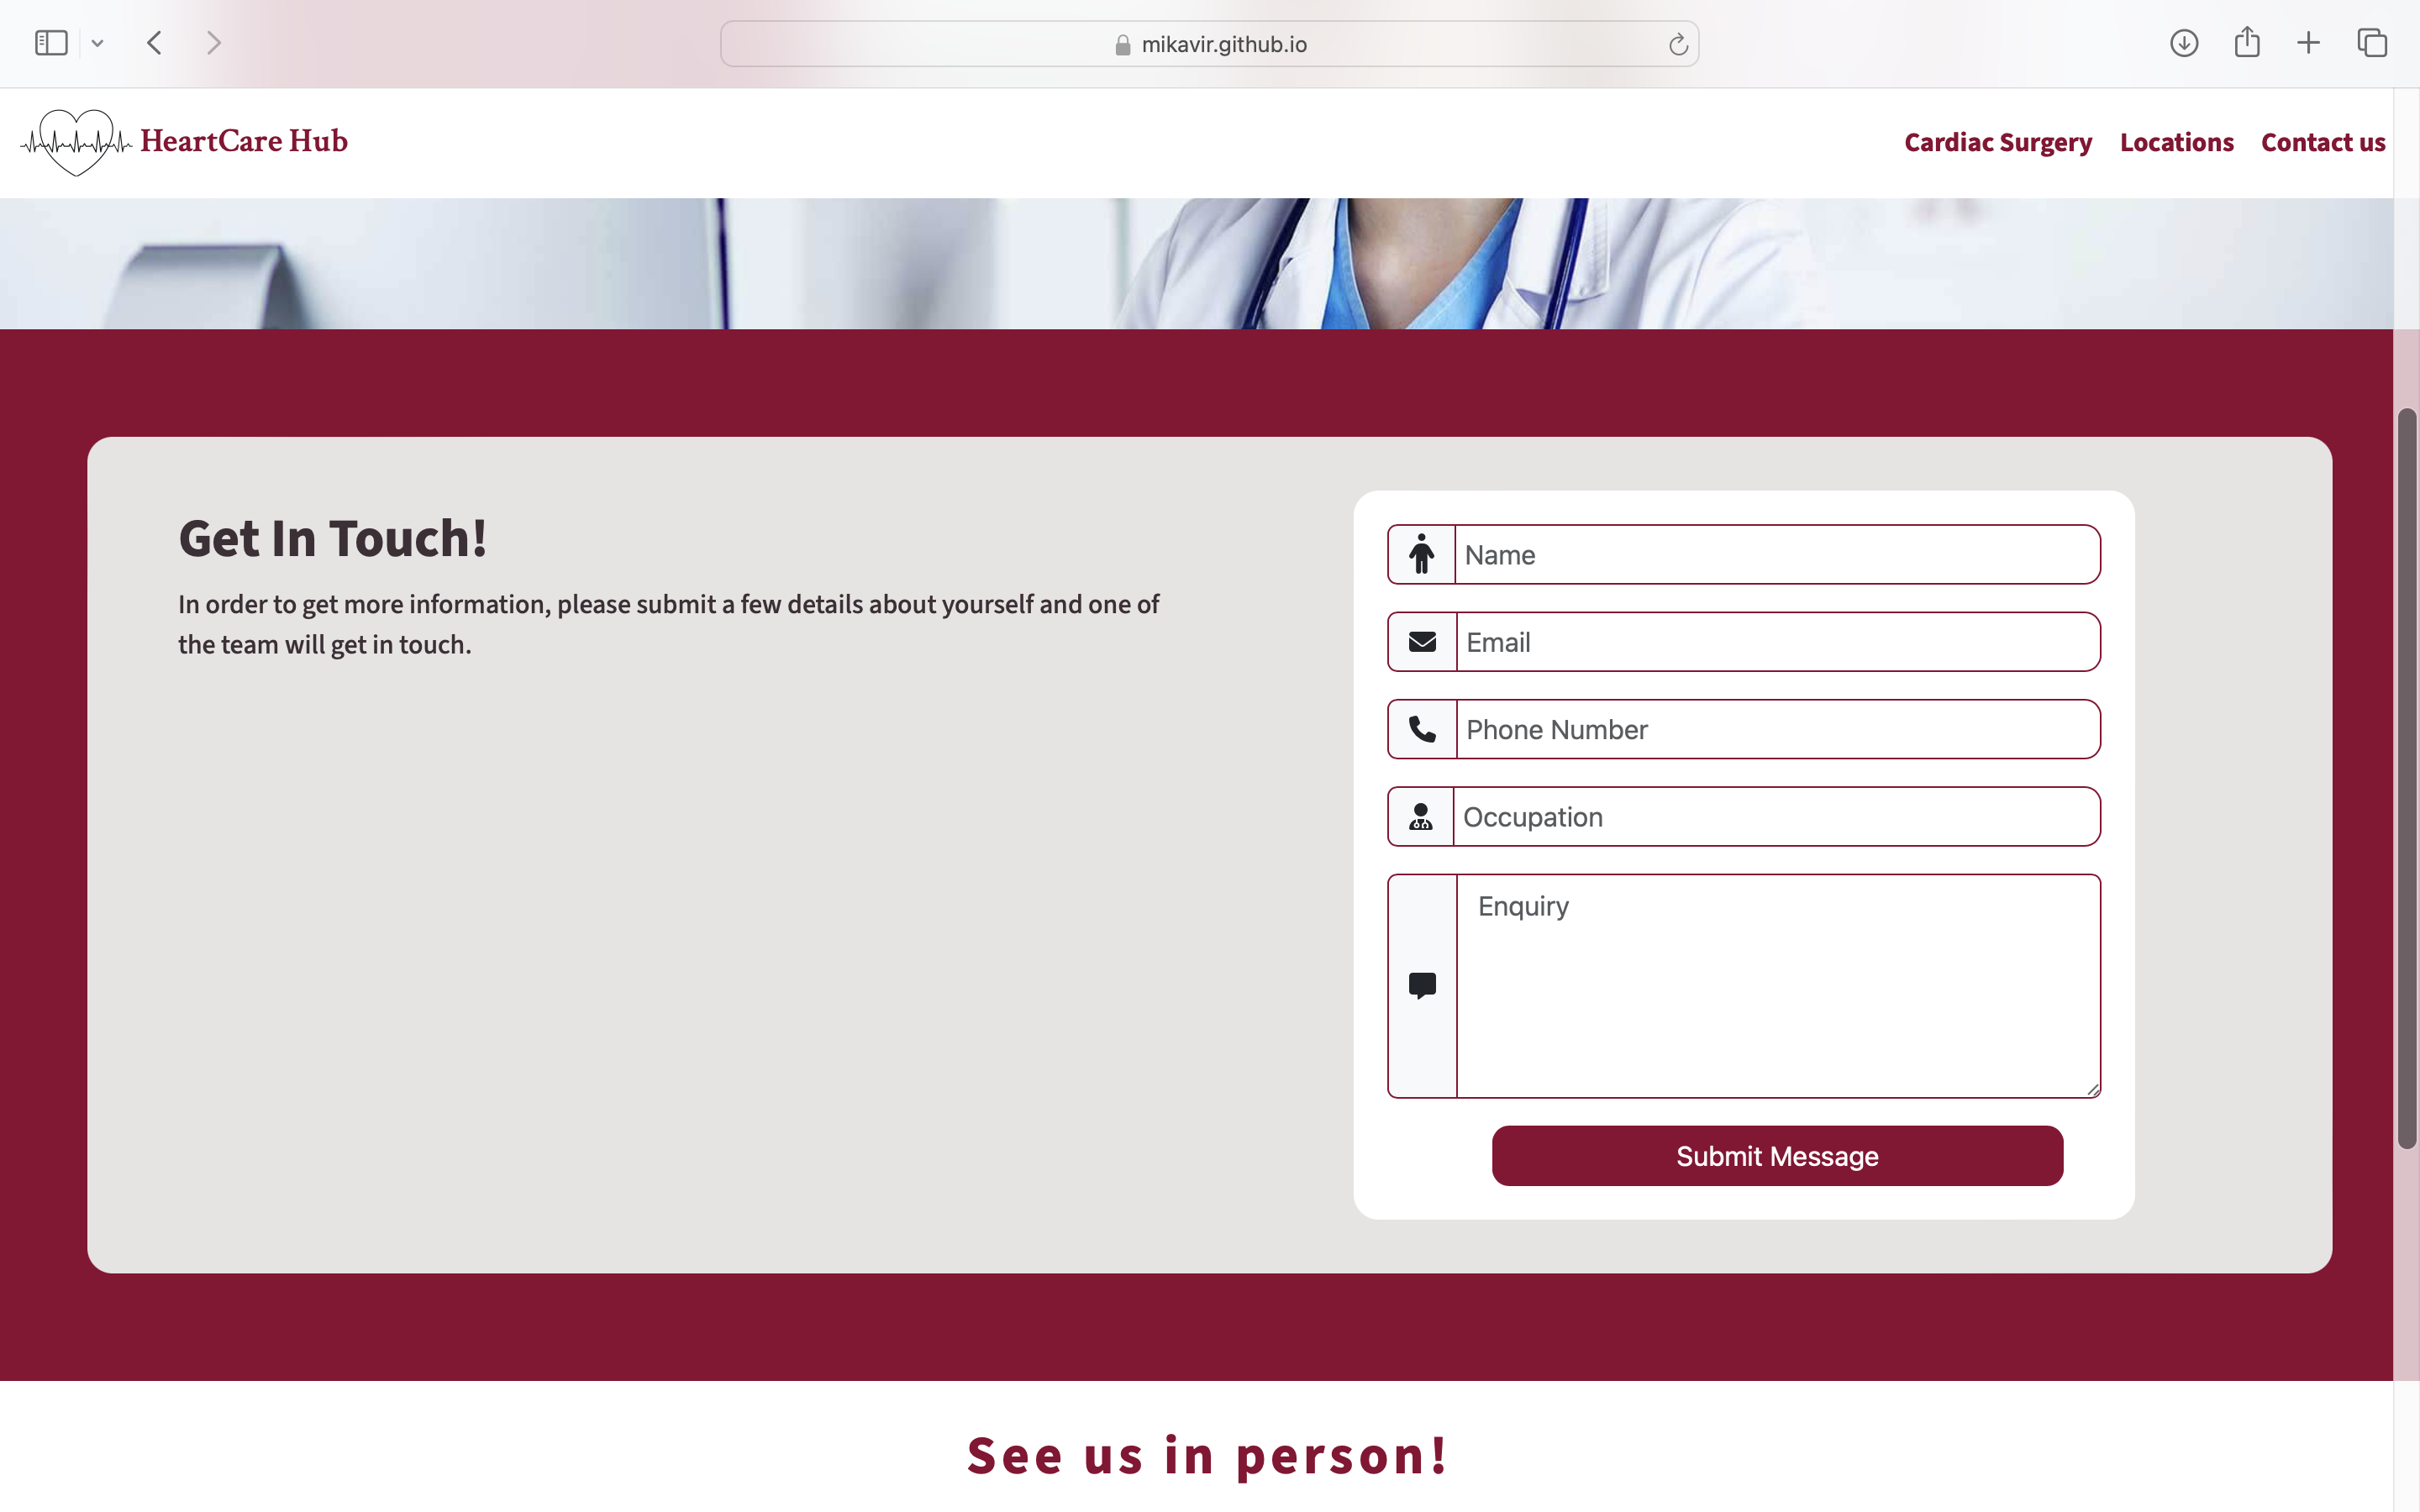 mikavir.github.io
HeartCare Hub
Cardiac Surgery Locations Contact us
Get In Touch!
In order to get more information, please submit a few details about yourself and one of
the team will get in touch.
Name
Email
Phone Number
Occupation
Enquiry
Submit Message
See us in person!